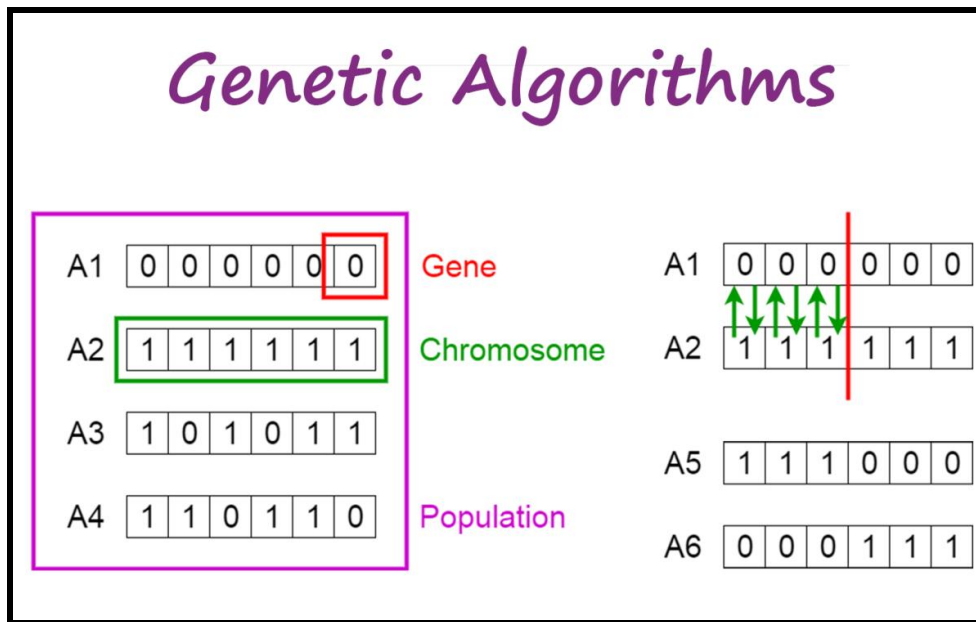 Genetic Algorithms
A1 0 0 0 0 0 0 Gene
A2 1 1 1 1 1 1 Chromosome
A3 1 0 1 0 1 1
A4 1 1 0 1 1 0 Population
A1 0 0 0 0 0 0
A2 1 1 1 1 1 1
A5 1 1 1 0 0 0
A6 0 0 0 1 1 1